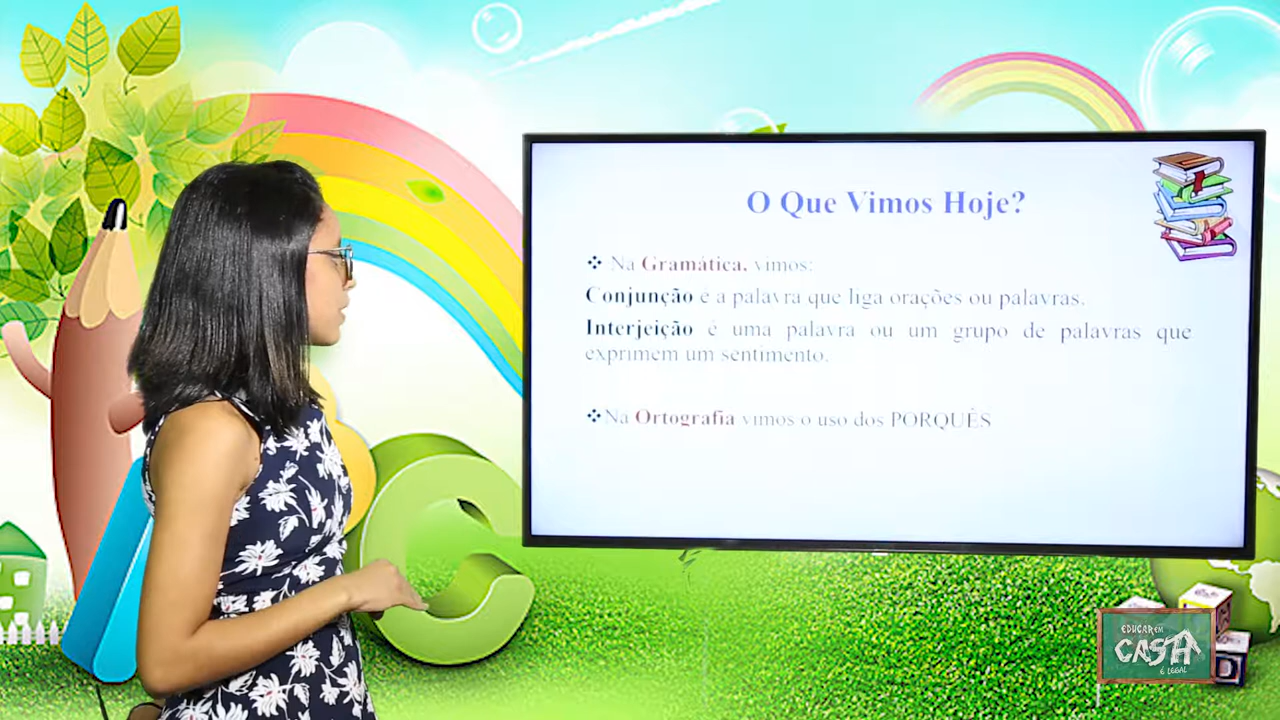 O Que Vimos Hoje?
❖ Na Gramática, vimos:
Conjunção é a palavra que liga orações ou palavras.
Interjeição é uma palavra ou um grupo de palavras que
exprimem um sentimento.
❖Na Ortografia vimos o uso dos PORQUÊS
EDUCAR EM
CASA
É LEGAL